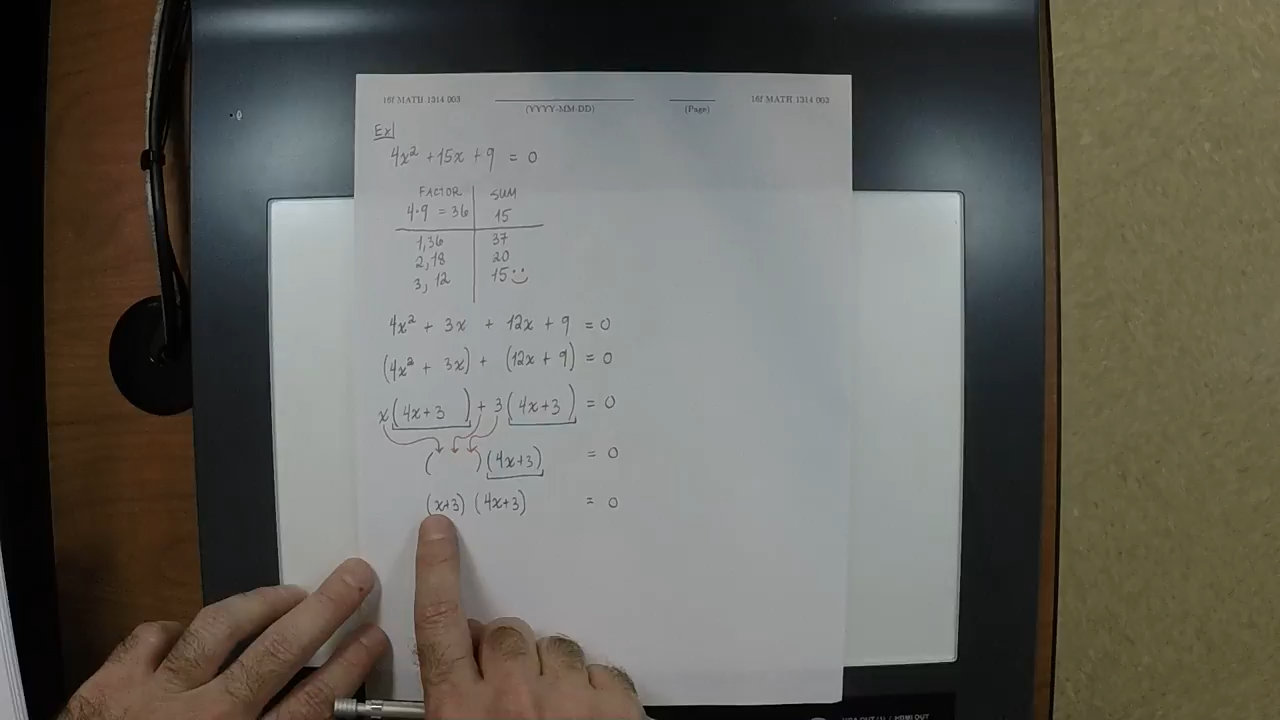 16f MATH 1314 003 (YYYY-MM-DD) (Page) 16f MATH 1314 003
Ex
4x² + 15x + 9 = 0
FACTOR SUM
4·9 = 36 15
1, 36 37
2, 18 20
3, 12 15
4x² + 3x + 12x + 9 = 0
(4x² + 3x) + (12x + 9) = 0
x(4x+3) + 3(4x+3) = 0
( )(4x+3) = 0
(x+3)(4x+3) = 0